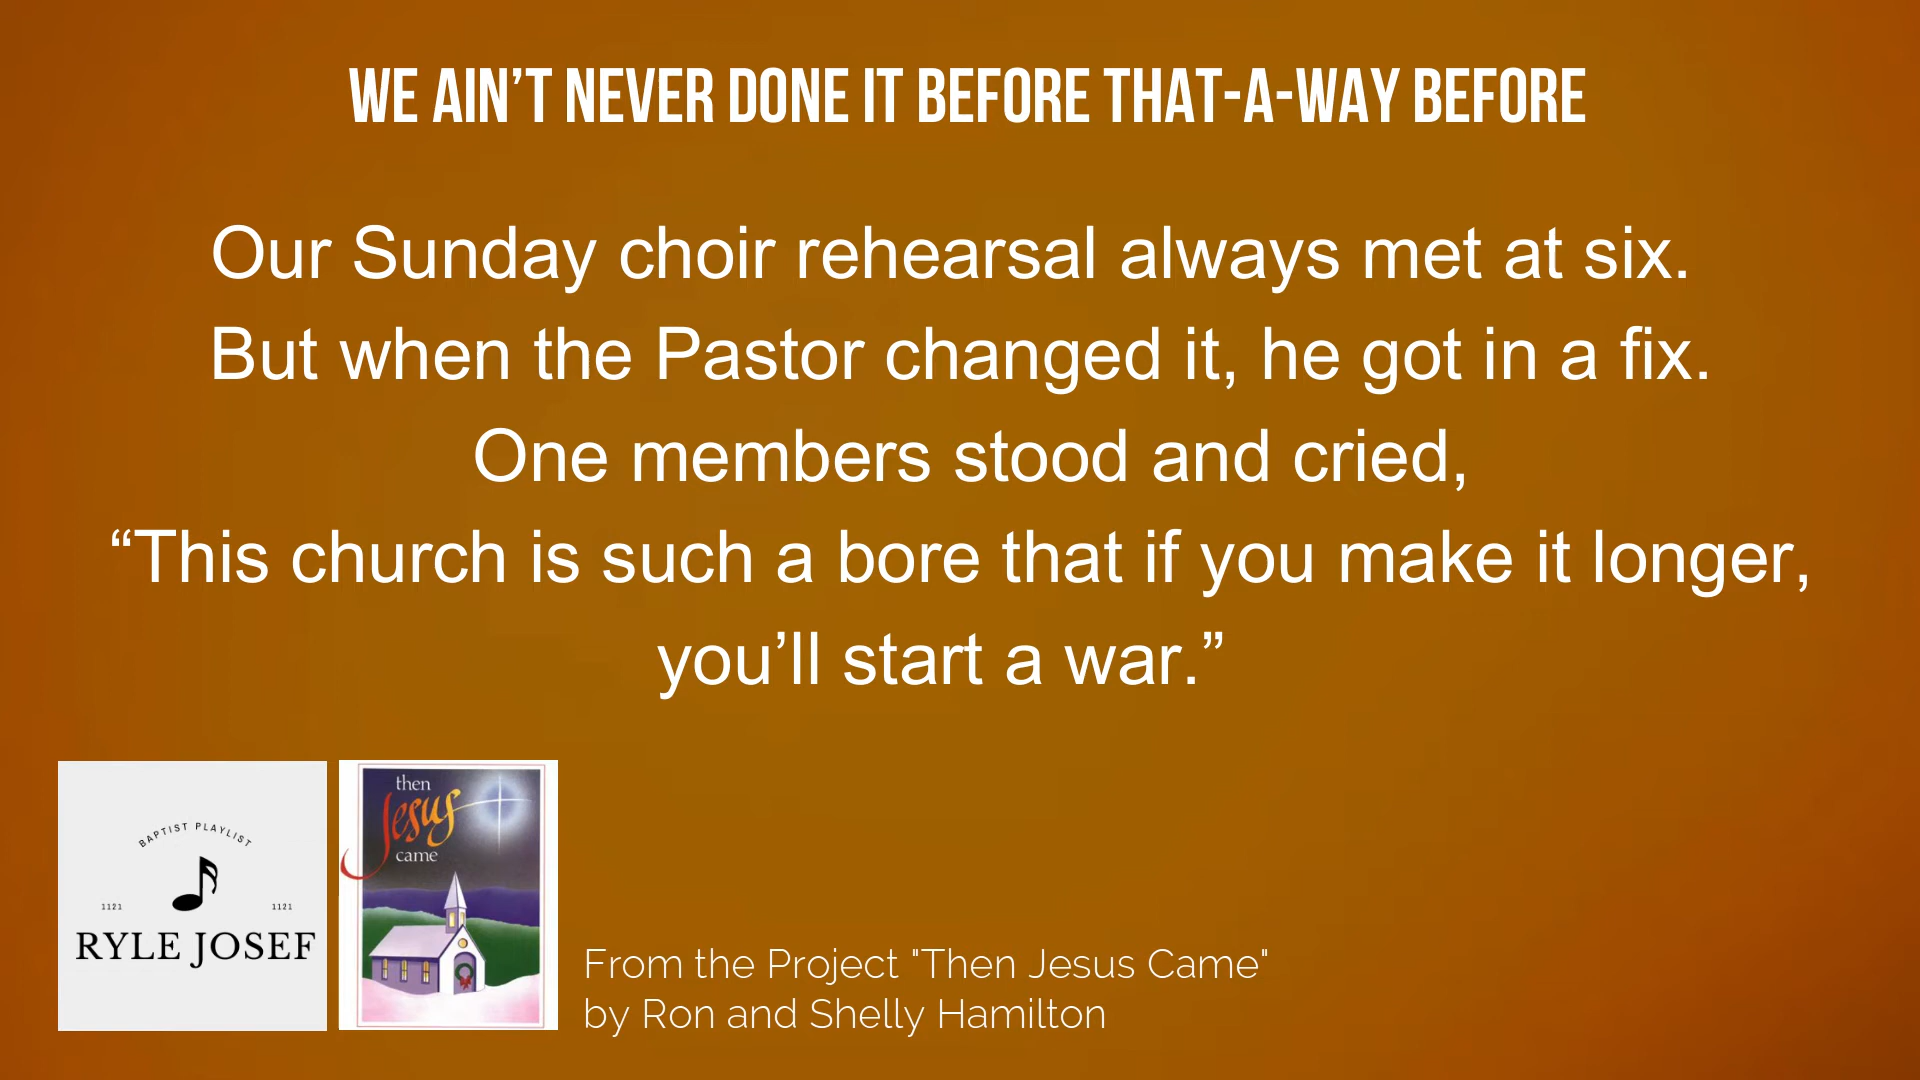 WE AIN’T NEVER DONE IT BEFORE THAT-A-WAY BEFORE
Our Sunday choir rehearsal always met at six.
But when the Pastor changed it, he got in a fix.
One members stood and cried,
“This church is such a bore that if you make it longer,
you’ll start a war.”
BAPTIST PLAYLIST
1121 1121
RYLE JOSEF
then
Jesus
came
From the Project "Then Jesus Came"
by Ron and Shelly Hamilton